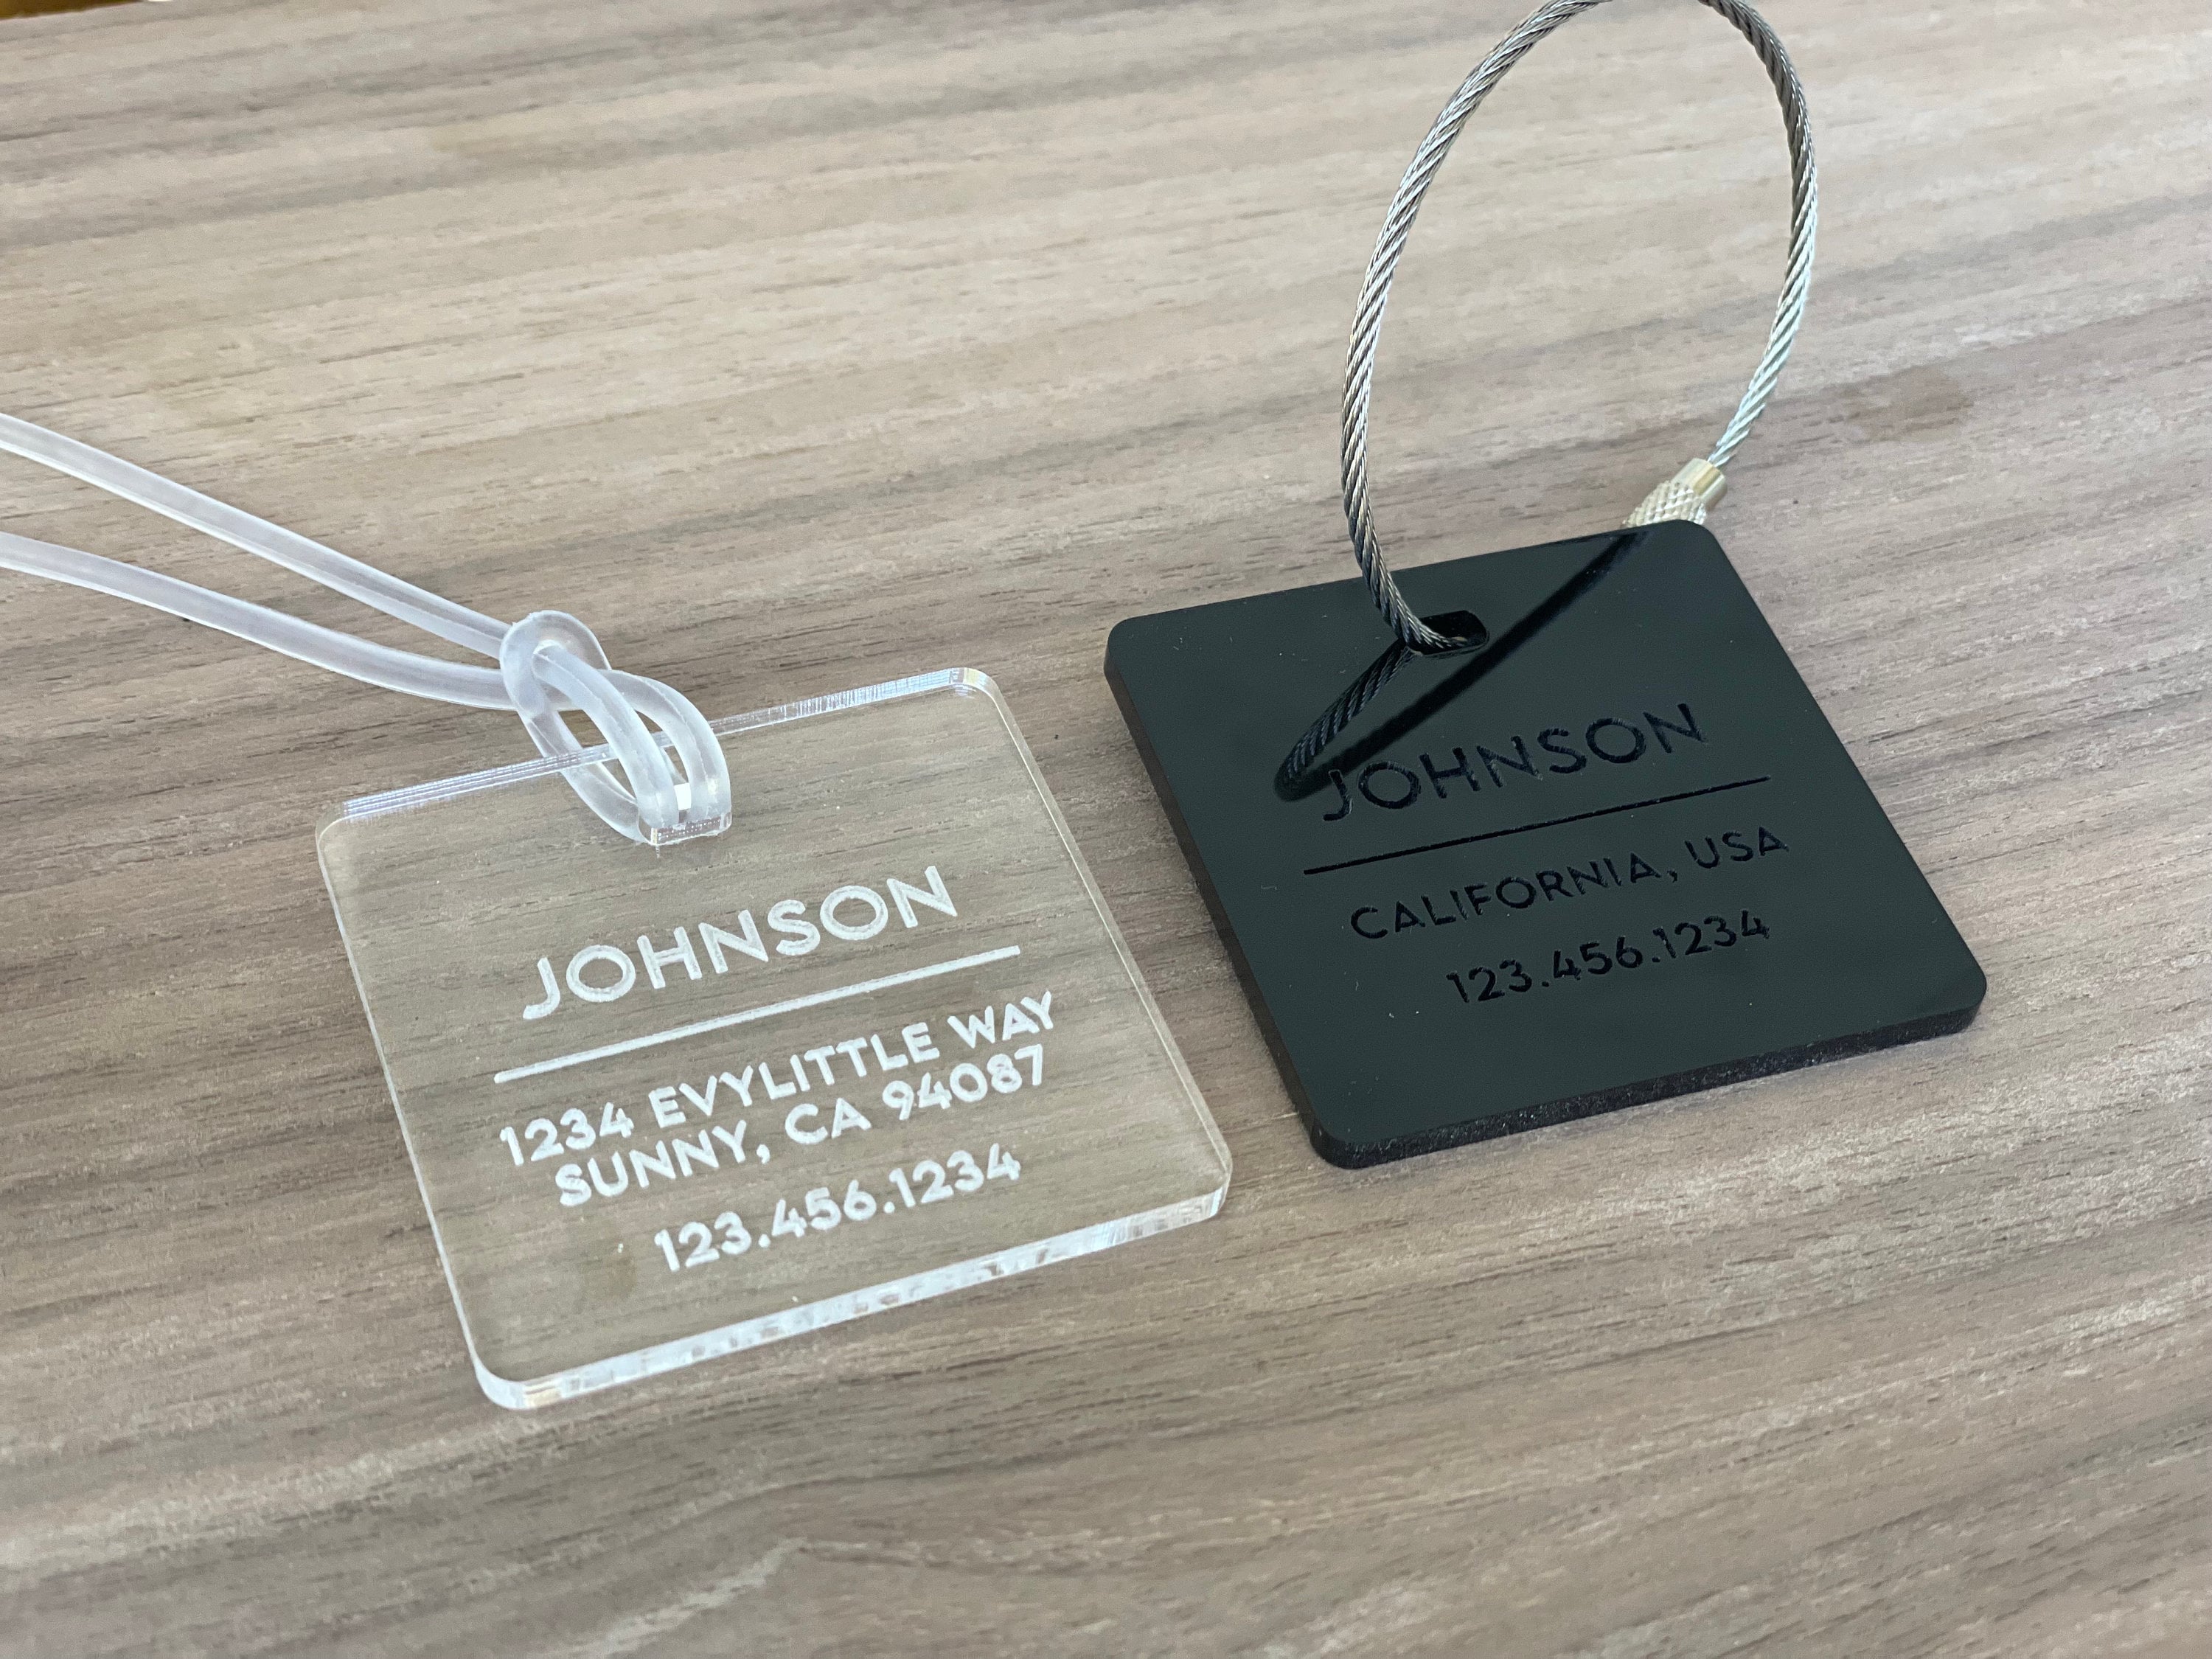 JOHNSON
1234 EVYLITTLE WAY
SUNNY, CA 94087
123.456.1234
JOHNSON
CALIFORNIA, USA
123.456.1234